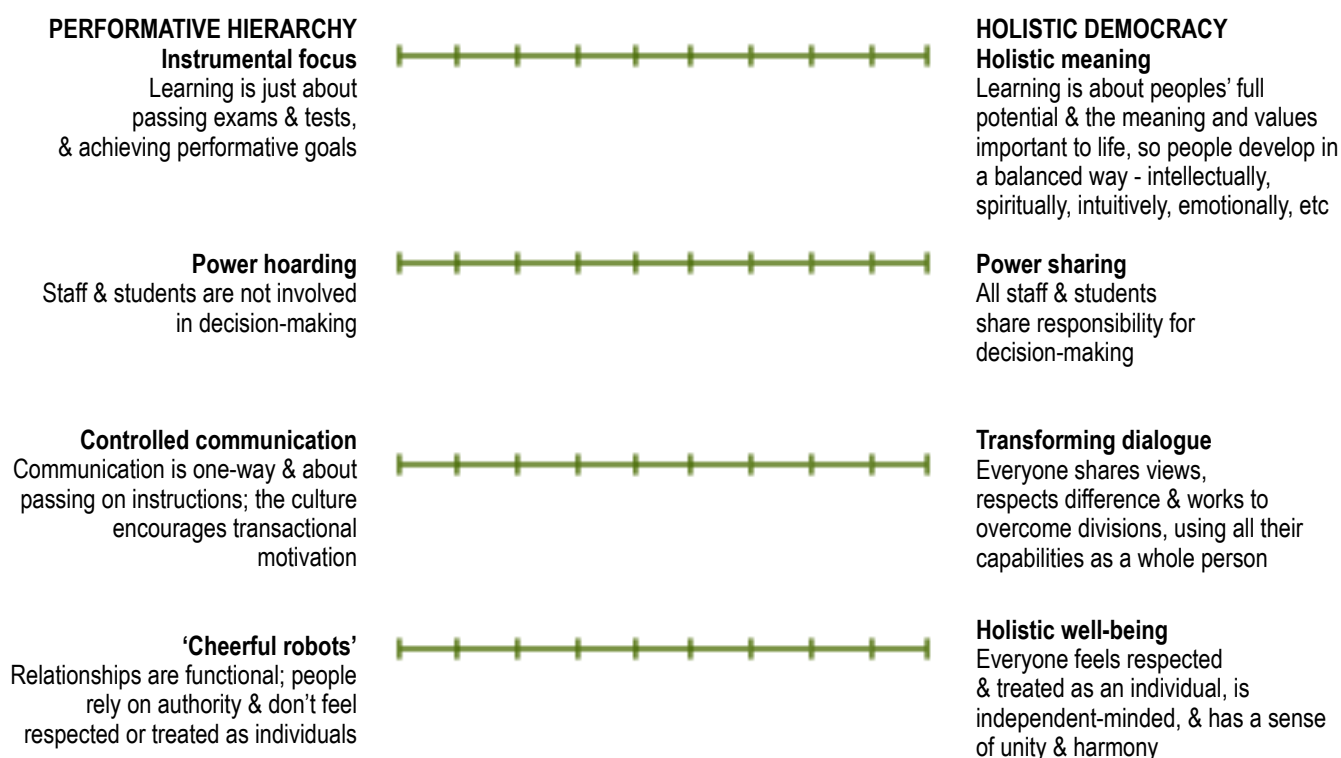 PERFORMATIVE HIERARCHY
Instrumental focus
Learning is just about
passing exams & tests,
& achieving performative goals
HOLISTIC DEMOCRACY
Holistic meaning
Learning is about peoples’ full
potential & the meaning and values
important to life, so people develop in
a balanced way - intellectually,
spiritually, intuitively, emotionally, etc
Power hoarding
Staff & students are not involved
in decision-making
Power sharing
All staff & students
share responsibility for
decision-making
Controlled communication
Communication is one-way & about
passing on instructions; the culture
encourages transactional
motivation
Transforming dialogue
Everyone shares views,
respects difference & works to
overcome divisions, using all their
capabilities as a whole person
‘Cheerful robots’
Relationships are functional; people
rely on authority & don’t feel
respected or treated as individuals
Holistic well-being
Everyone feels respected
& treated as an individual, is
independent-minded, & has a sense
of unity & harmony